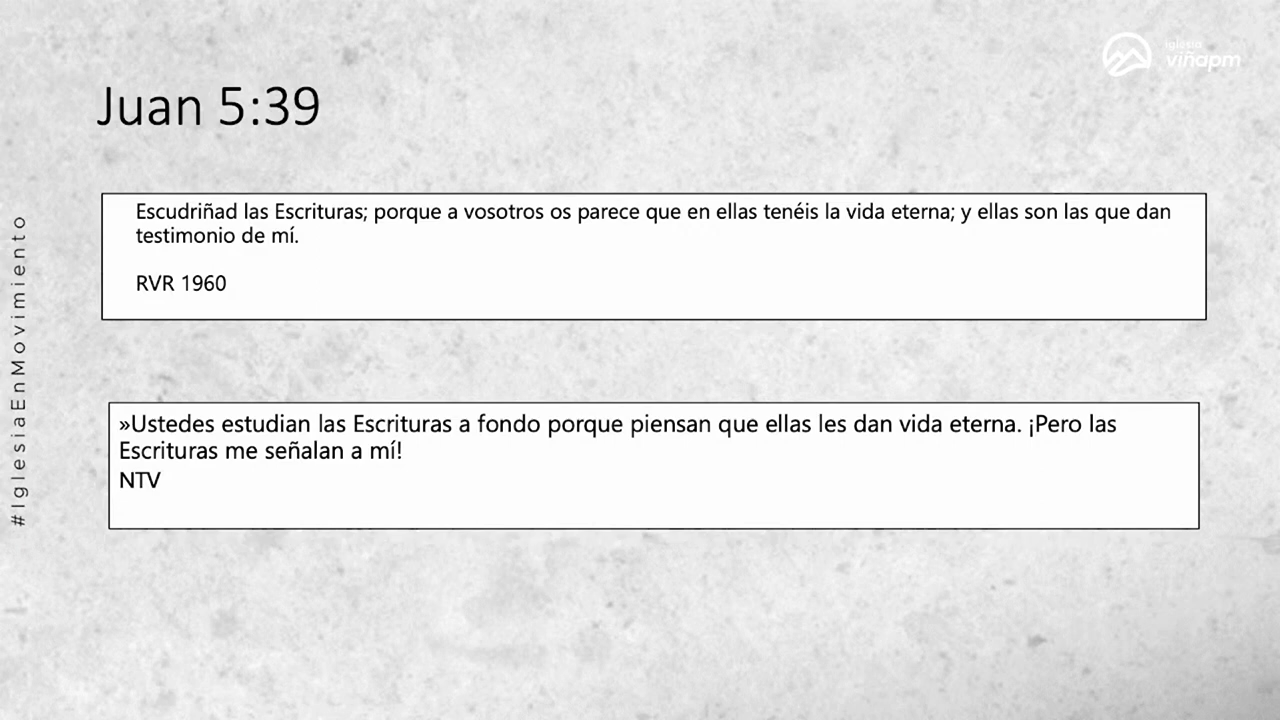 Iglesia
viñapm
Juan 5:39
Escudriñad las Escrituras; porque a vosotros os parece que en ellas tenéis la vida eterna; y ellas son las que dan
testimonio de mí.
RVR 1960
»Ustedes estudian las Escrituras a fondo porque piensan que ellas les dan vida eterna. ¡Pero las
Escrituras me señalan a mí!
NTV
#IglesiaEnMovimiento